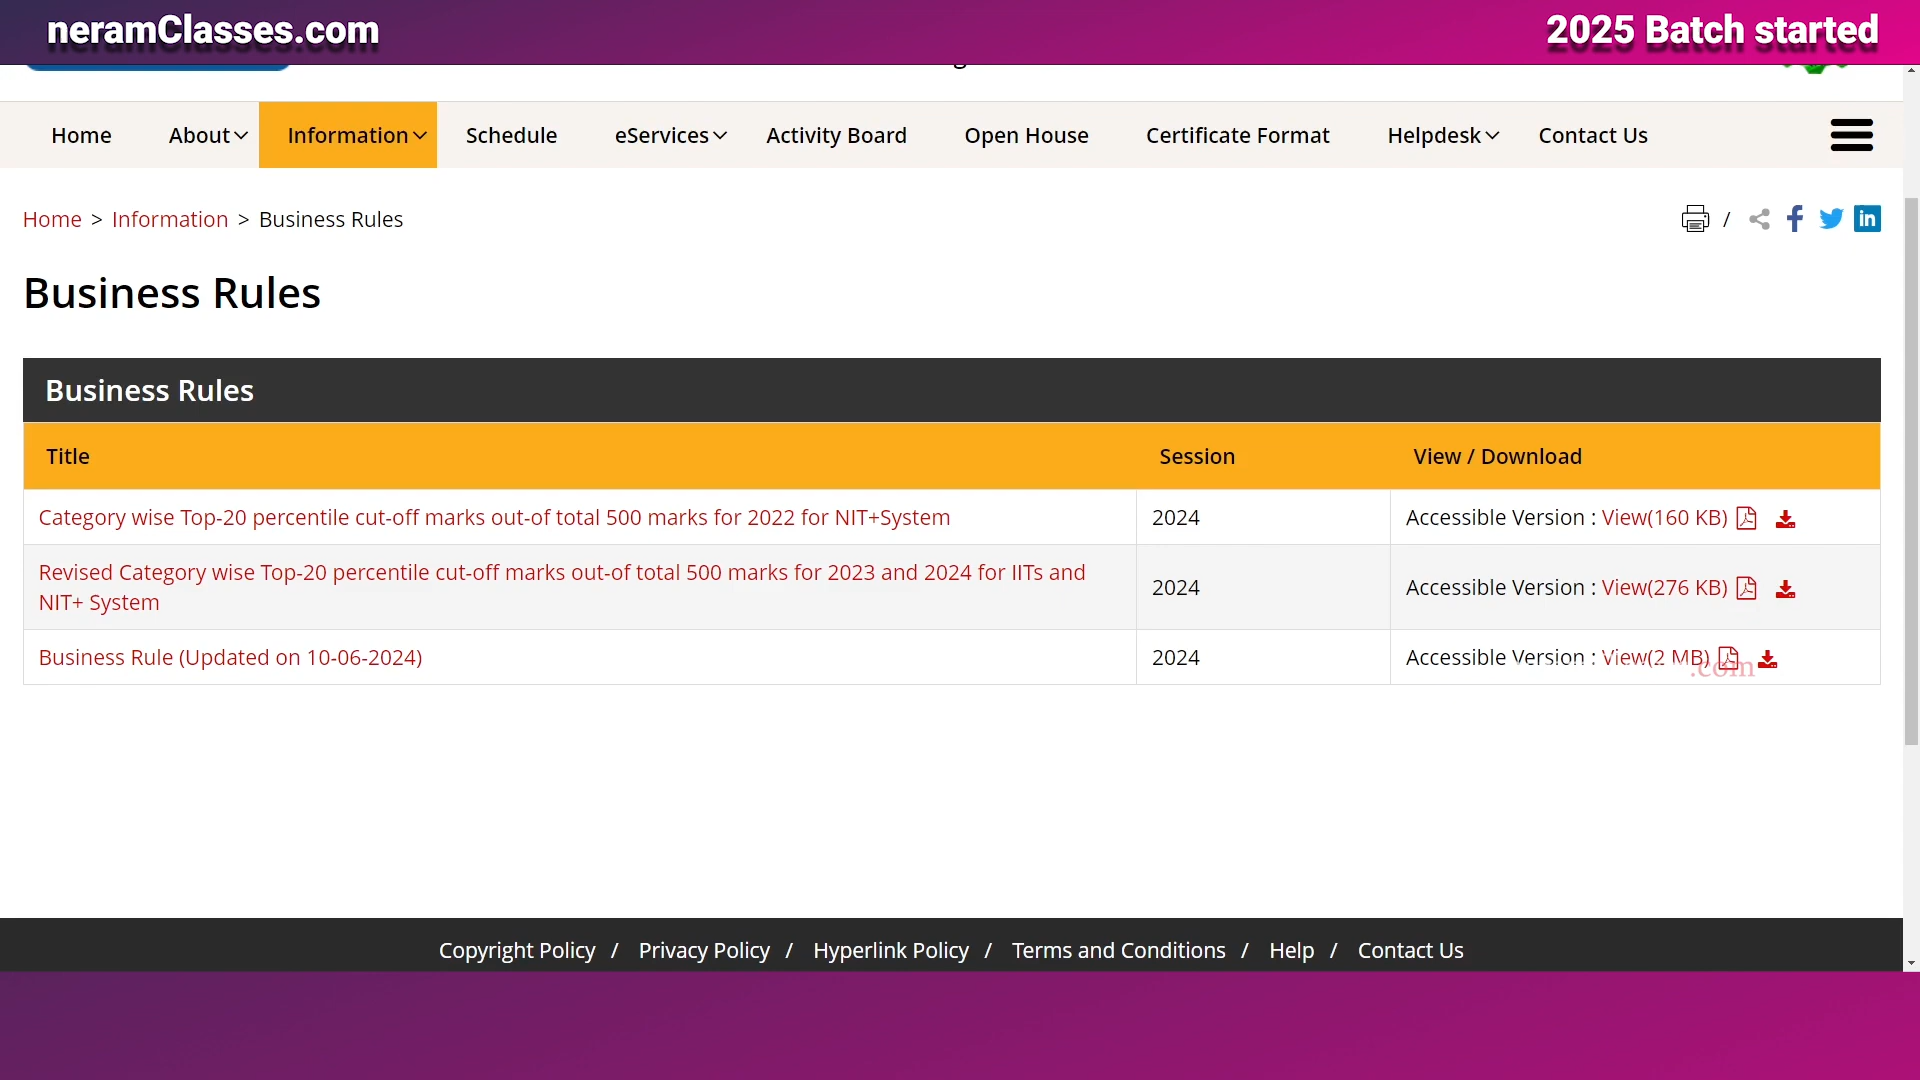 neramClasses.com
2025 Batch started
Home About Information Schedule eServices Activity Board Open House Certificate Format Helpdesk Contact Us
Home > Information > Business Rules
/ in
Business Rules
Business Rules
Title Session View / Download
Category wise Top-20 percentile cut-off marks out-of total 500 marks for 2022 for NIT+System 2024 Accessible Version : View(160 KB)
Revised Category wise Top-20 percentile cut-off marks out-of total 500 marks for 2023 and 2024 for IITs and
NIT+ System 2024 Accessible Version : View(276 KB)
Business Rule (Updated on 10-06-2024) 2024 Accessible Version : View(2 MB)
.com
Copyright Policy / Privacy Policy / Hyperlink Policy / Terms and Conditions / Help / Contact Us